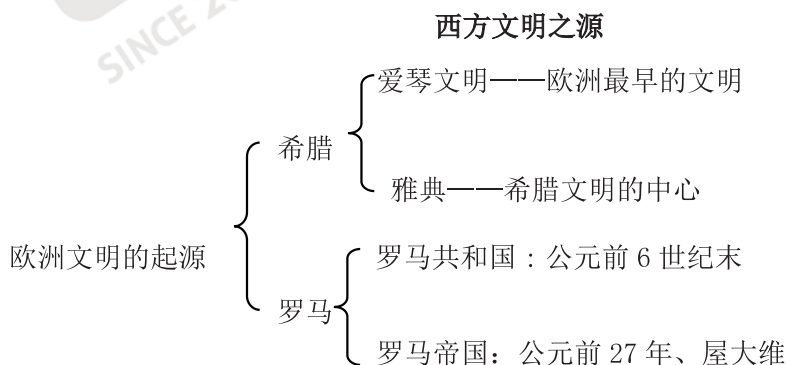 SINCE 20
西方文明之源
爱琴文明——欧洲最早的文明
希腊
雅典——希腊文明的中心
欧洲文明的起源
罗马共和国：公元前 6 世纪末
罗马
罗马帝国：公元前 27 年、屋大维